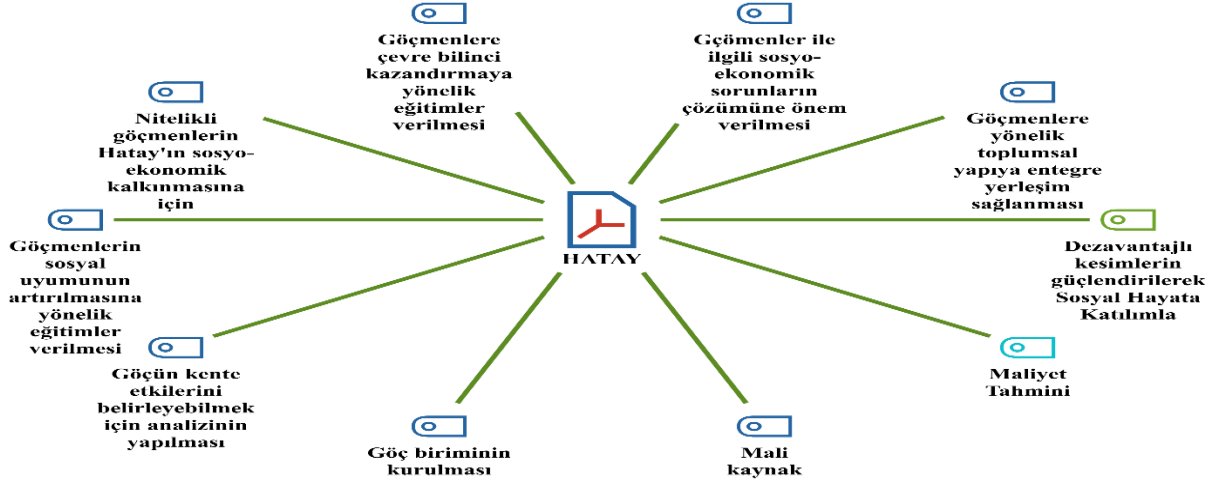 Göçmenlere
çevre bilinci
kazandırmaya
yönelik
eğitimler
verilmesi
Gçömenler ile
ilgili sosyo-
ekonomik
sorunların
çözümüne önem
verilmesi
Nitelikli
göçmenlerin
Hatay'ın sosyo-
ekonomik
kalkınmasına
için
Göçmenlere
yönelik
toplumsal
yapıya entegre
yerleşim
sağlanması
HATAY
Göçmenlerin
sosyal
uyumunun
artırılmasına
yönelik
eğitimler
verilmesi
Dezavantajlı
kesimlerin
güçlendirilerek
Sosyal Hayata
Katılımla
Göçün kente
etkilerini
belirleyebilmek
için analizinin
yapılması
Maliyet
Tahmini
Göç biriminin
kurulması
Mali
kaynak